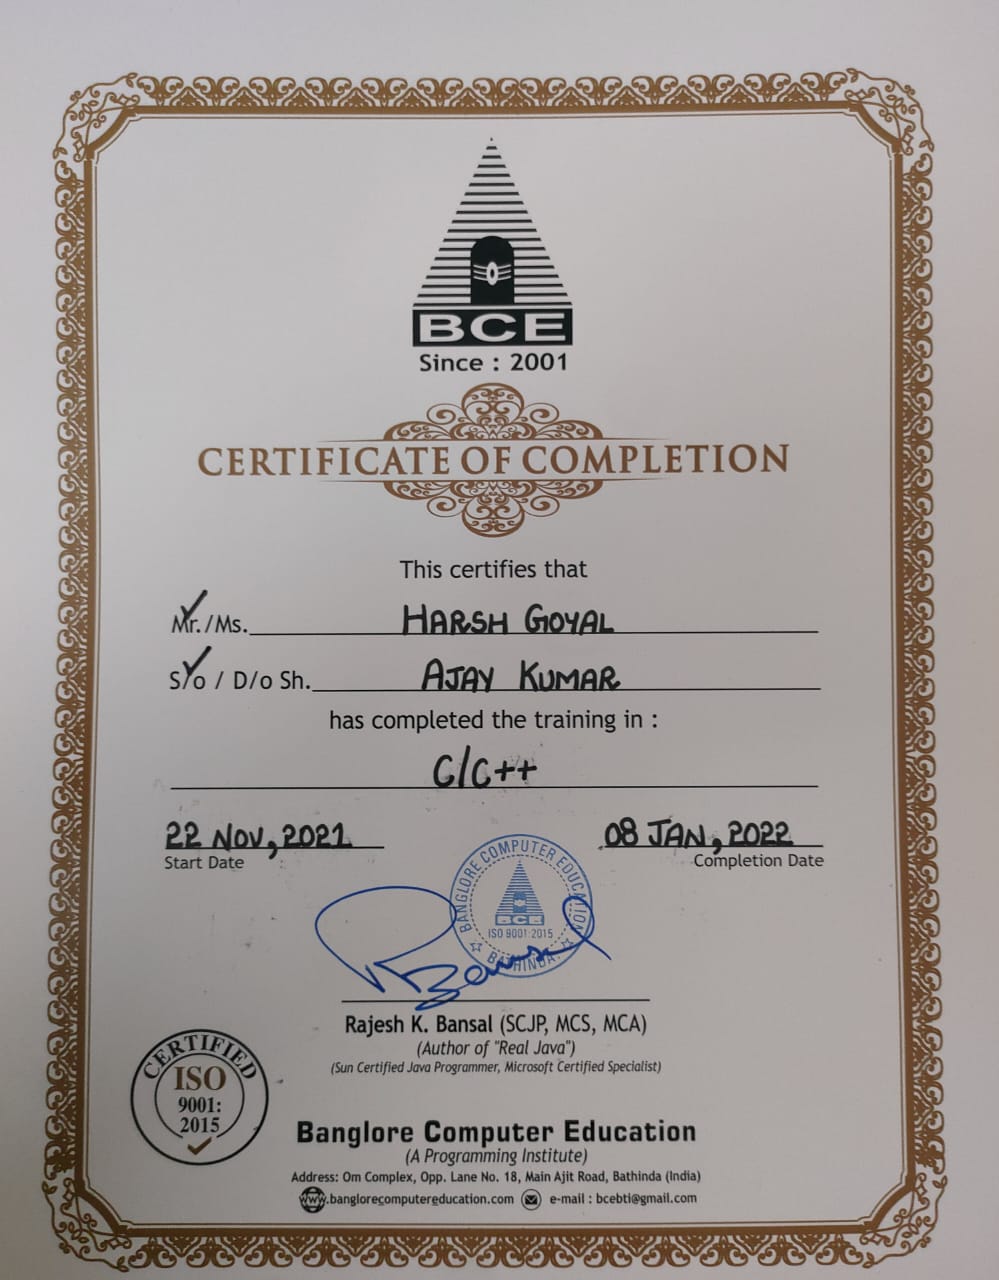 BCE
Since : 2001
CERTIFICATE OF COMPLETION
This certifies that
Mr./Ms. HARSH GOYAL
S/o / D/o Sh. AJAY KUMAR
has completed the training in :
C/C++
22 NOV, 2021 08 JAN, 2022
Start Date Completion Date
BANGLORE COMPUTER EDUCATION
BCE
ISO 9001:2015
BATHINDA
Rajesh K. Bansal (SCJP, MCS, MCA)
(Author of "Real Java")
(Sun Certified Java Programmer, Microsoft Certified Specialist)
CERTIFIED
ISO
9001:
2015
Banglore Computer Education
(A Programming Institute)
Address: Om Complex, Opp. Lane No. 18, Main Ajit Road, Bathinda (India)
www.banglorecomputereducation.com e-mail : bcebti@gmail.com